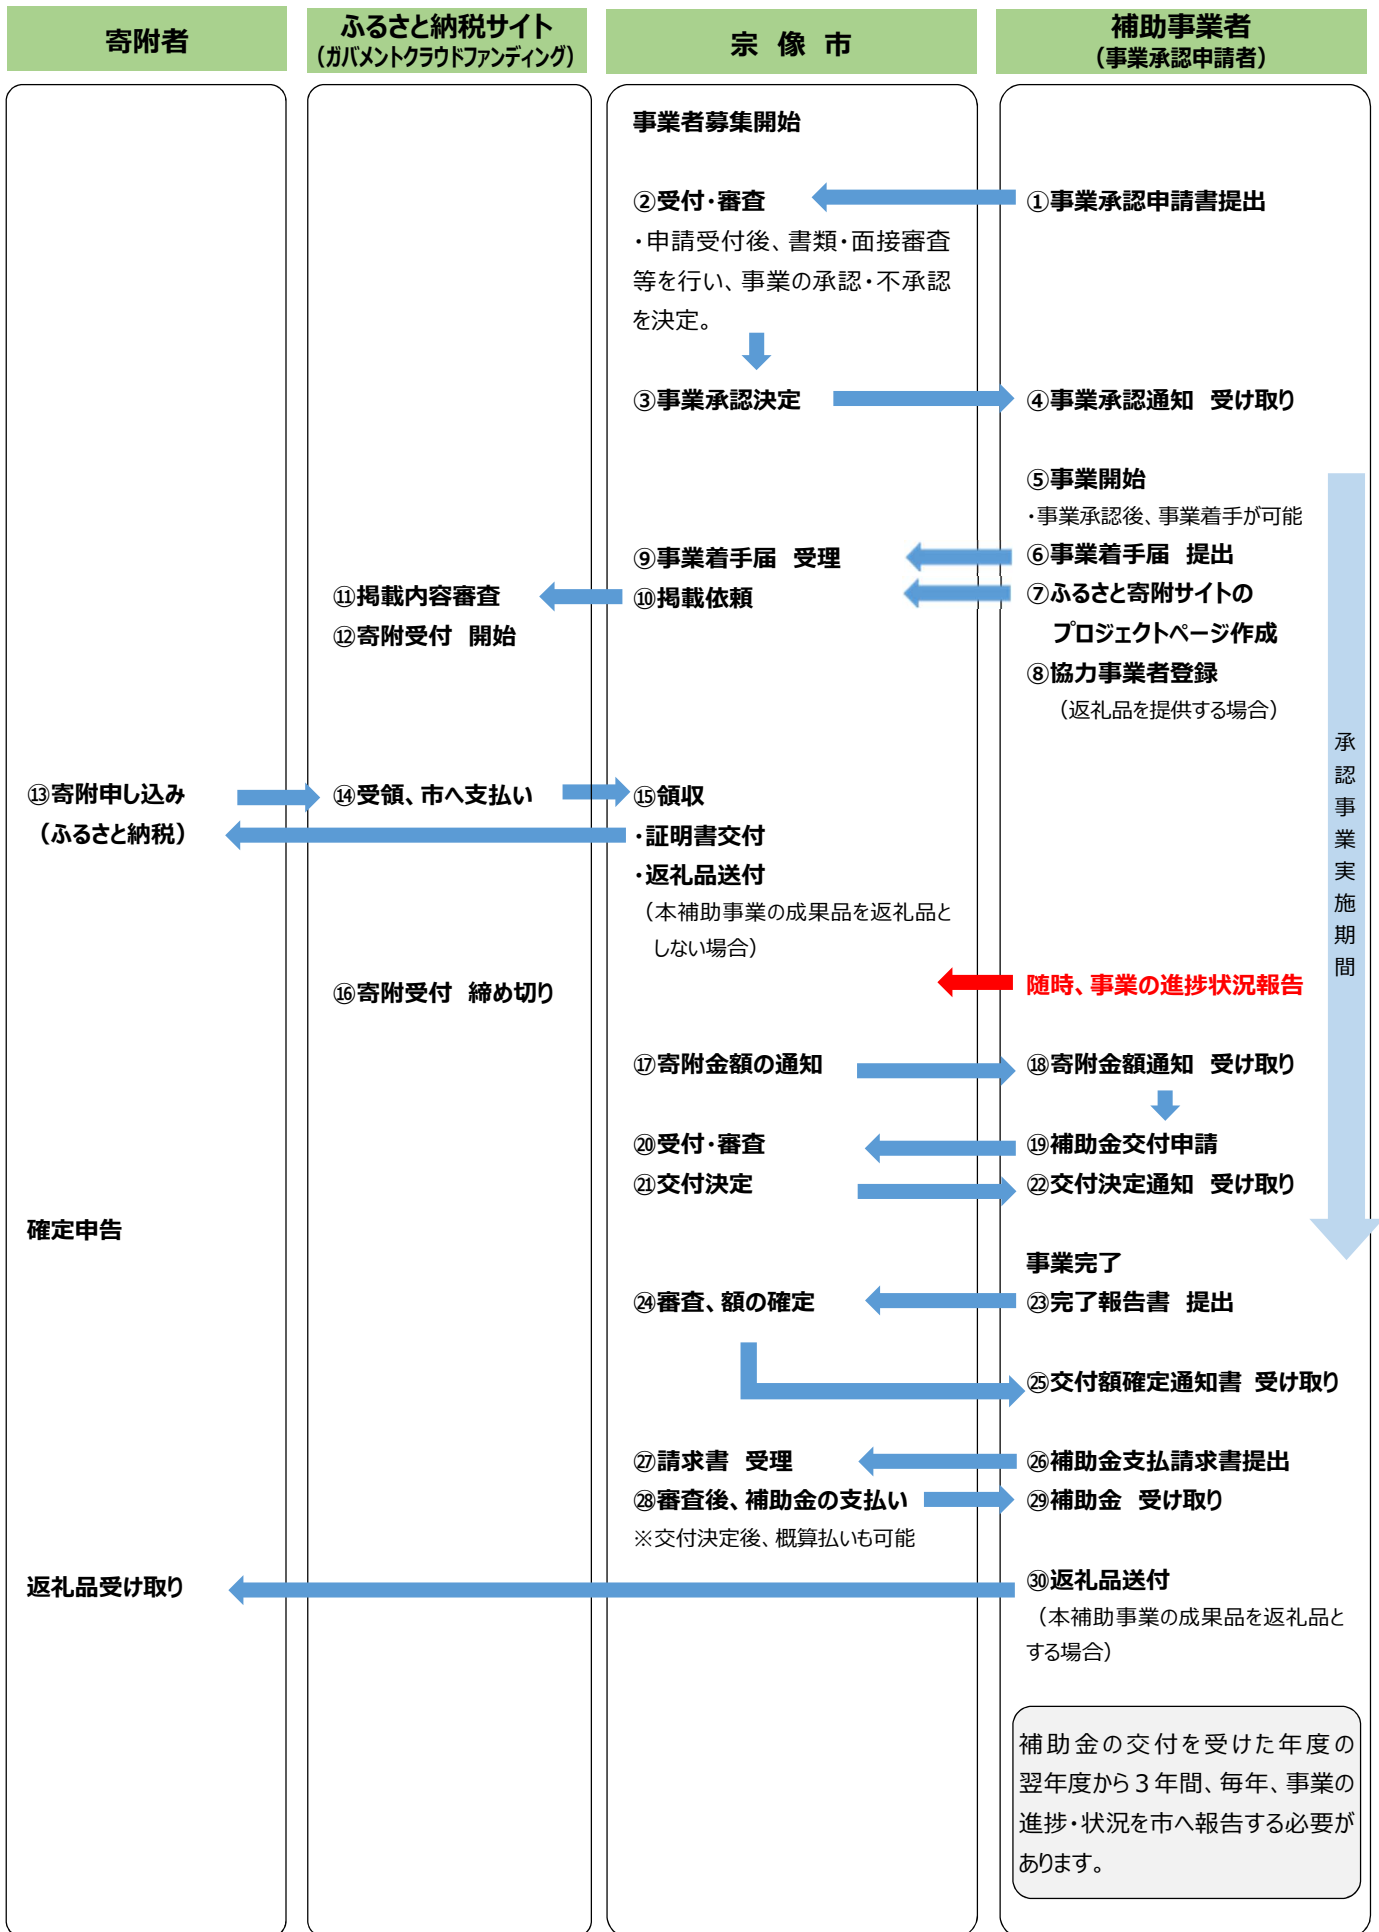 寄附者
ふるさと納税サイト
(ガバメントクラウドファンディング)
宗 像 市
補助事業者
(事業承認申請者)
事業者募集開始
②受付・審査
①事業承認申請書提出
・申請受付後、書類・面接審査
等を行い、事業の承認・不承認
を決定。
③事業承認決定
④事業承認通知 受け取り
⑤事業開始
・事業承認後、事業着手が可能
⑨事業着手届 受理
⑥事業着手届 提出
⑪掲載内容審査
⑩掲載依頼
⑦ふるさと寄附サイトの
⑫寄附受付 開始
プロジェクトページ作成
⑧協力事業者登録
(返礼品を提供する場合)
承認事業実施期間
⑬寄附申し込み
⑭受領、市へ支払い
⑮領収
(ふるさと納税)
・証明書交付
・返礼品送付
(本補助事業の成果品を返礼品と
しない場合)
⑯寄附受付 締め切り
随時、事業の進捗状況報告
⑰寄附金額の通知
⑱寄附金額通知 受け取り
⑳受付・審査
⑲補助金交付申請
㉑交付決定
㉒交付決定通知 受け取り
確定申告
事業完了
㉔審査、額の確定
㉓完了報告書 提出
㉕交付額確定通知書 受け取り
㉗請求書 受理
㉖補助金支払請求書提出
㉘審査後、補助金の支払い
㉙補助金 受け取り
※交付決定後、概算払いも可能
返礼品受け取り
㉚返礼品送付
(本補助事業の成果品を返礼品と
する場合)
補助金の交付を受けた年度の
翌年度から3年間、毎年、事業の
進捗・状況を市へ報告する必要が
あります。